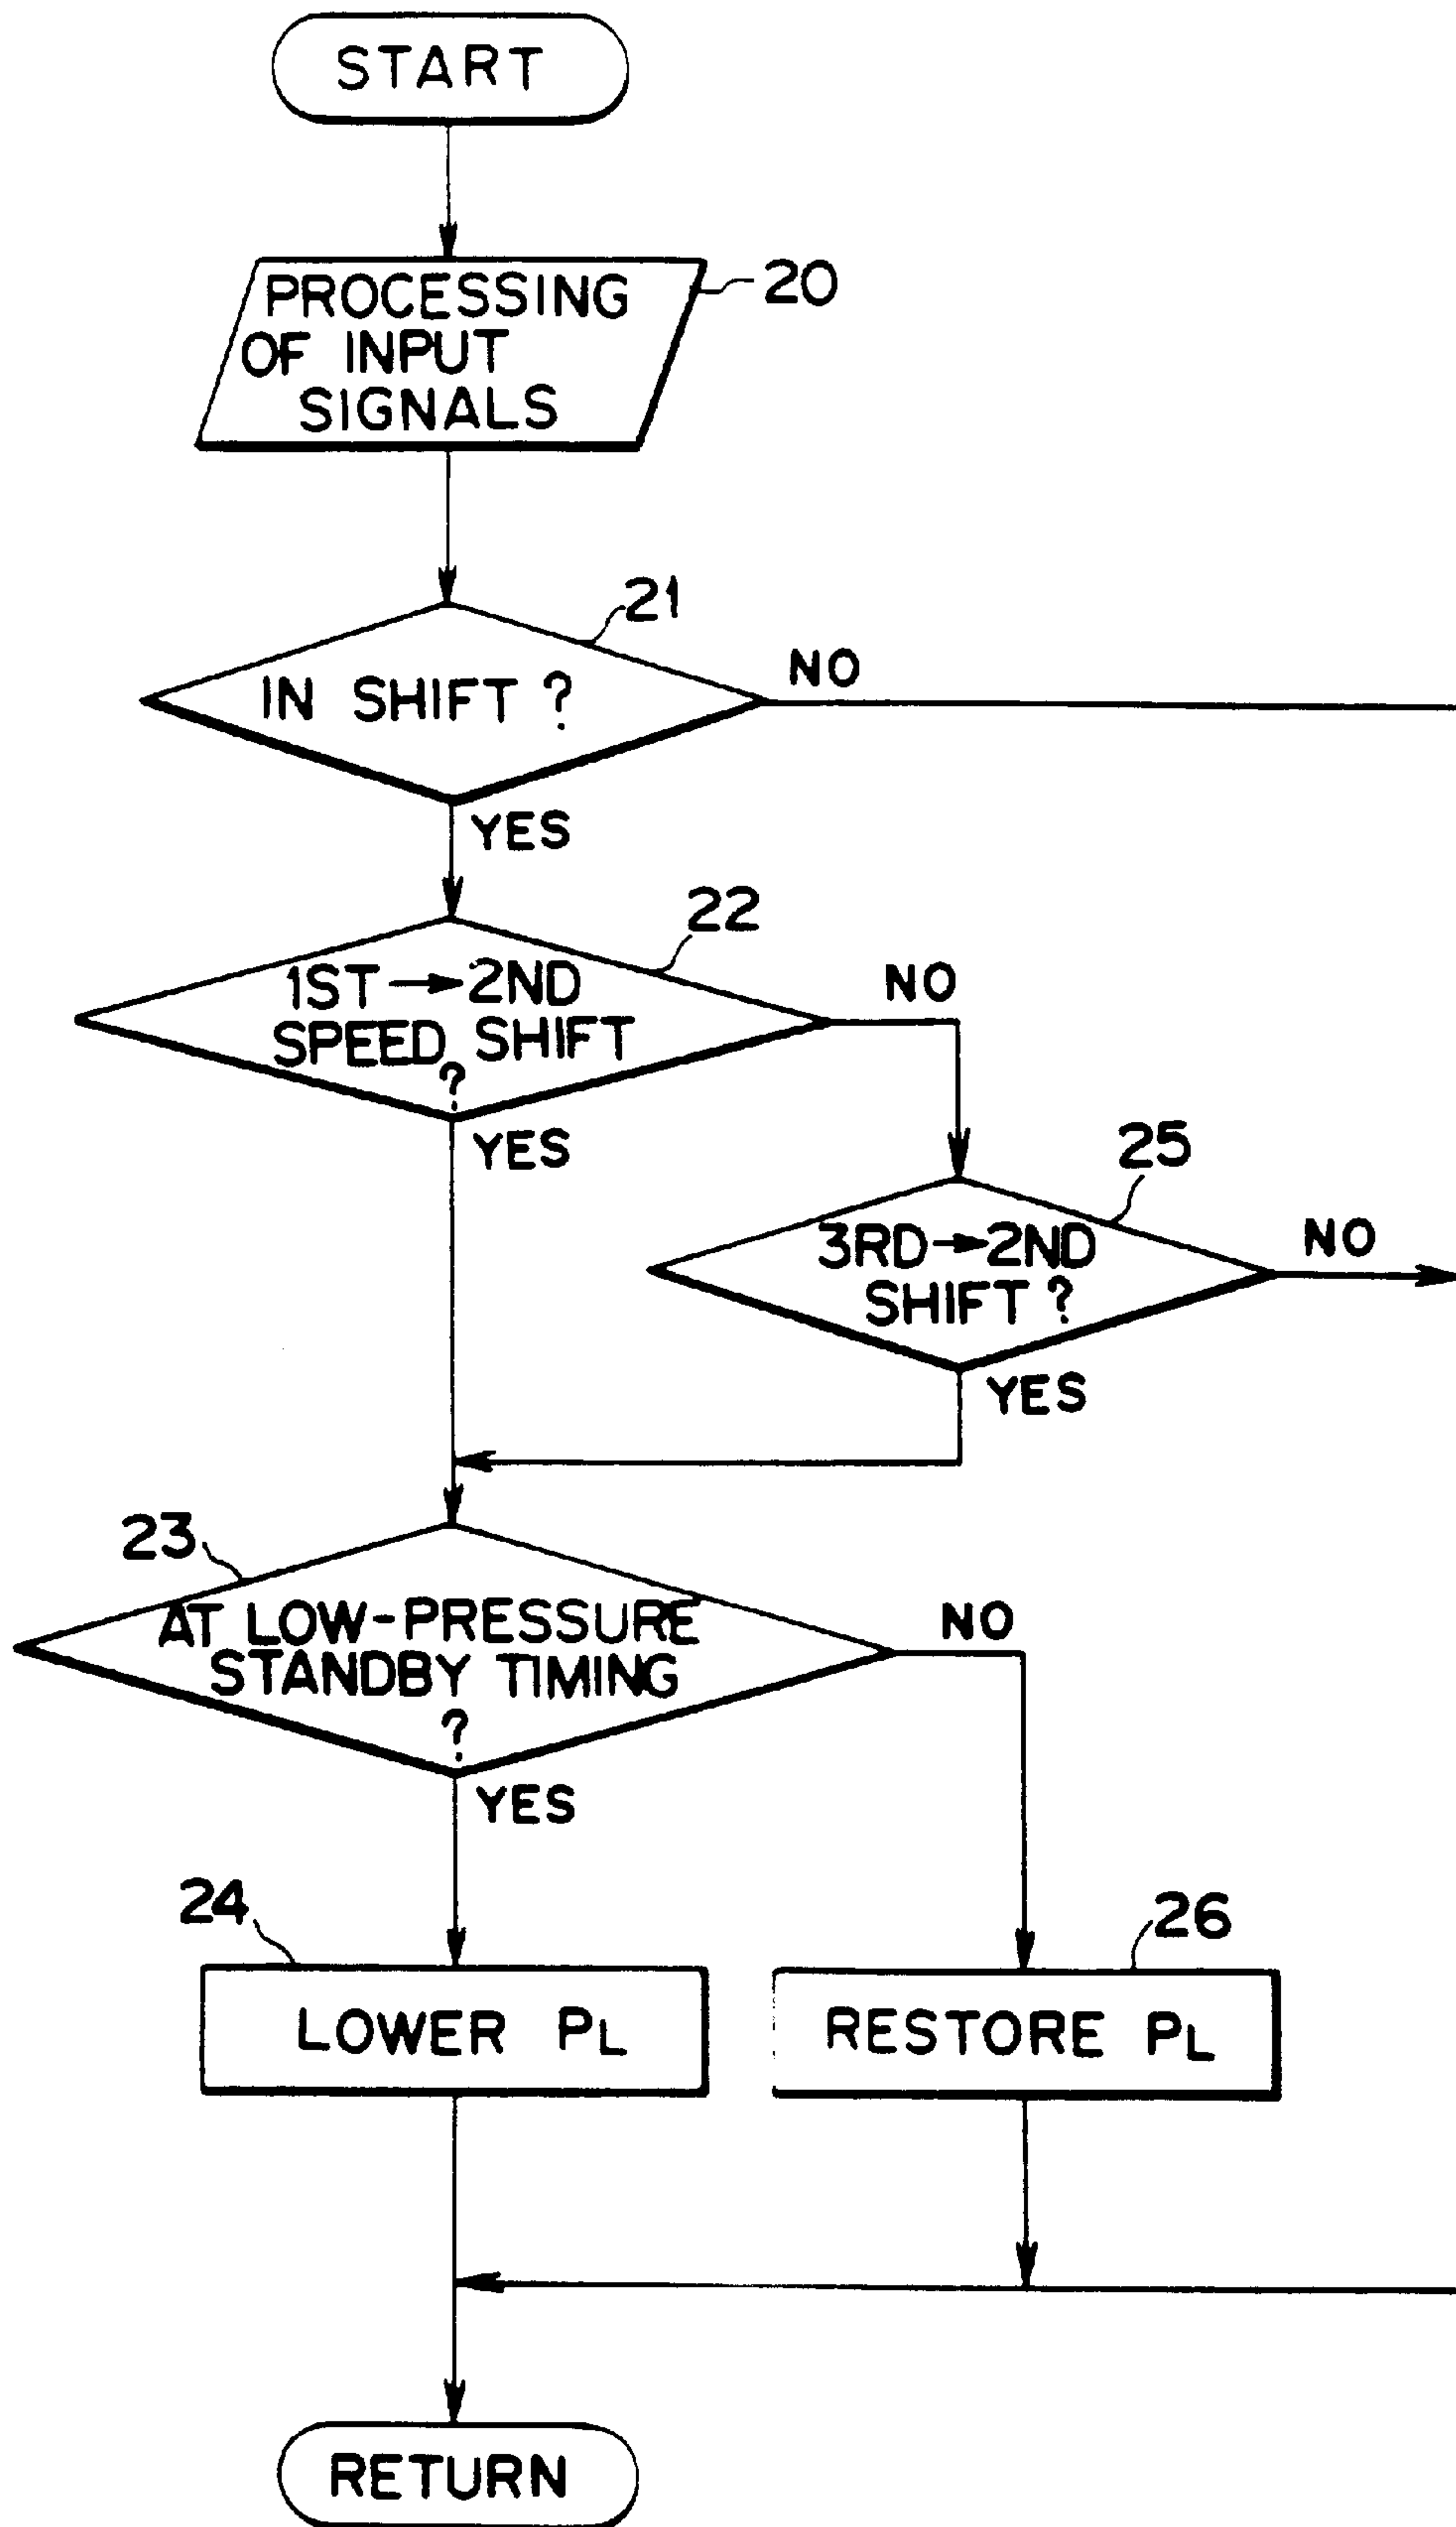 START
PROCESSING
OF INPUT
SIGNALS
20
21
IN SHIFT ?
NO
YES
22
1ST → 2ND
SPEED SHIFT
?
NO
YES
25
3RD → 2ND
SHIFT ?
NO
YES
23
AT LOW-PRESSURE
STANDBY TIMING
?
NO
YES
24
LOWER PL
26
RESTORE PL
RETURN